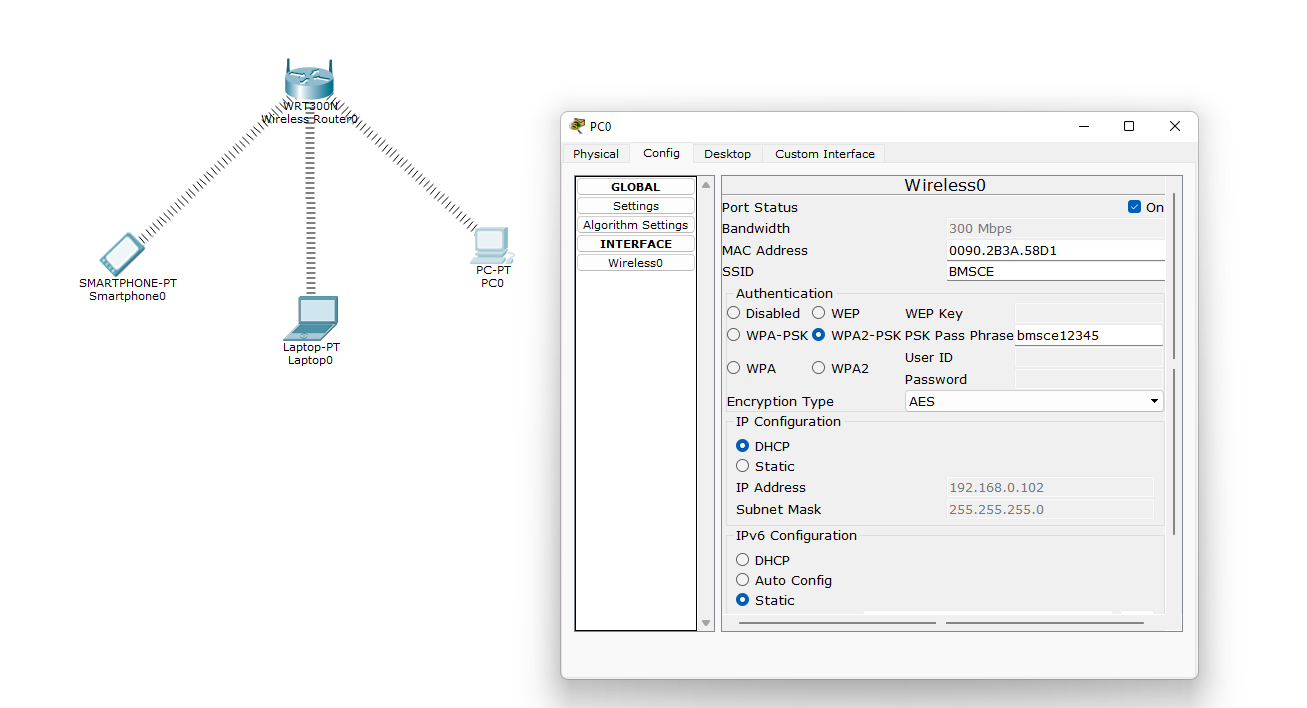 WRT300N
Wireless Router0
SMARTPHONE-PT
Smartphone0
Laptop-PT
Laptop0
PC-PT
PC0
PC0
Physical Config Desktop Custom Interface
GLOBAL
Settings
Algorithm Settings
INTERFACE
Wireless0
Wireless0
Port Status On
Bandwidth 300 Mbps
MAC Address 0090.2B3A.58D1
SSID BMSCE
Authentication
Disabled WEP WEP Key
WPA-PSK WPA2-PSK PSK Pass Phrase bmsce12345
User ID
WPA WPA2
Password
Encryption Type AES
IP Configuration
DHCP
Static
IP Address 192.168.0.102
Subnet Mask 255.255.255.0
IPv6 Configuration
DHCP
Auto Config
Static